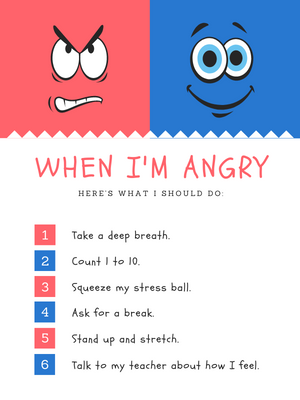 WHEN I'M ANGRY
HERE'S WHAT I SHOULD DO:
1 Take a deep breath.
2 Count 1 to 10.
3 Squeeze my stress ball.
4 Ask for a break.
5 Stand up and stretch.
6 Talk to my teacher about how I feel.